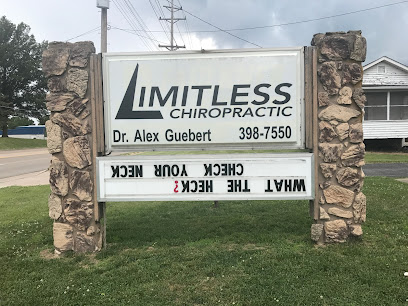 LIMITLESS
CHIROPRACTIC
Dr. Alex Guebert 398-7550
WHAT THE HECK?
CHECK YOUR NECK